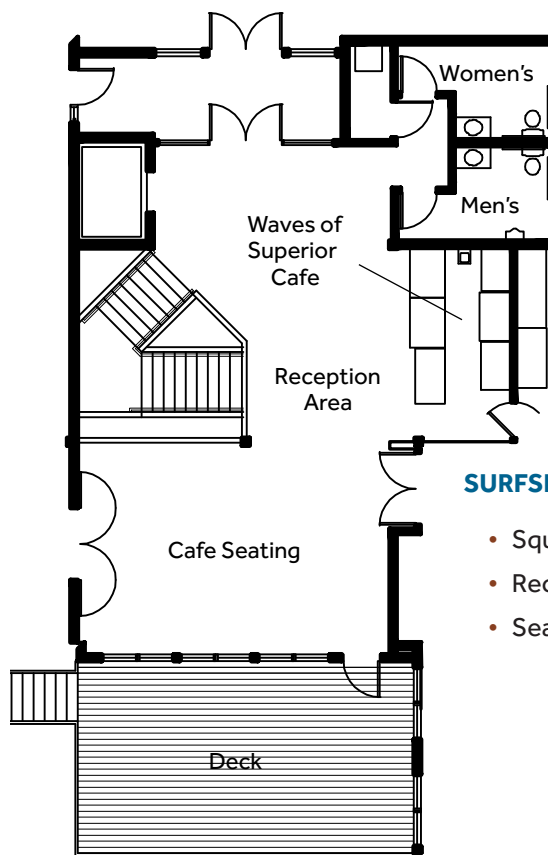 Women's
Men's
Waves of
Superior
Cafe
Reception
Area
Cafe Seating
Deck